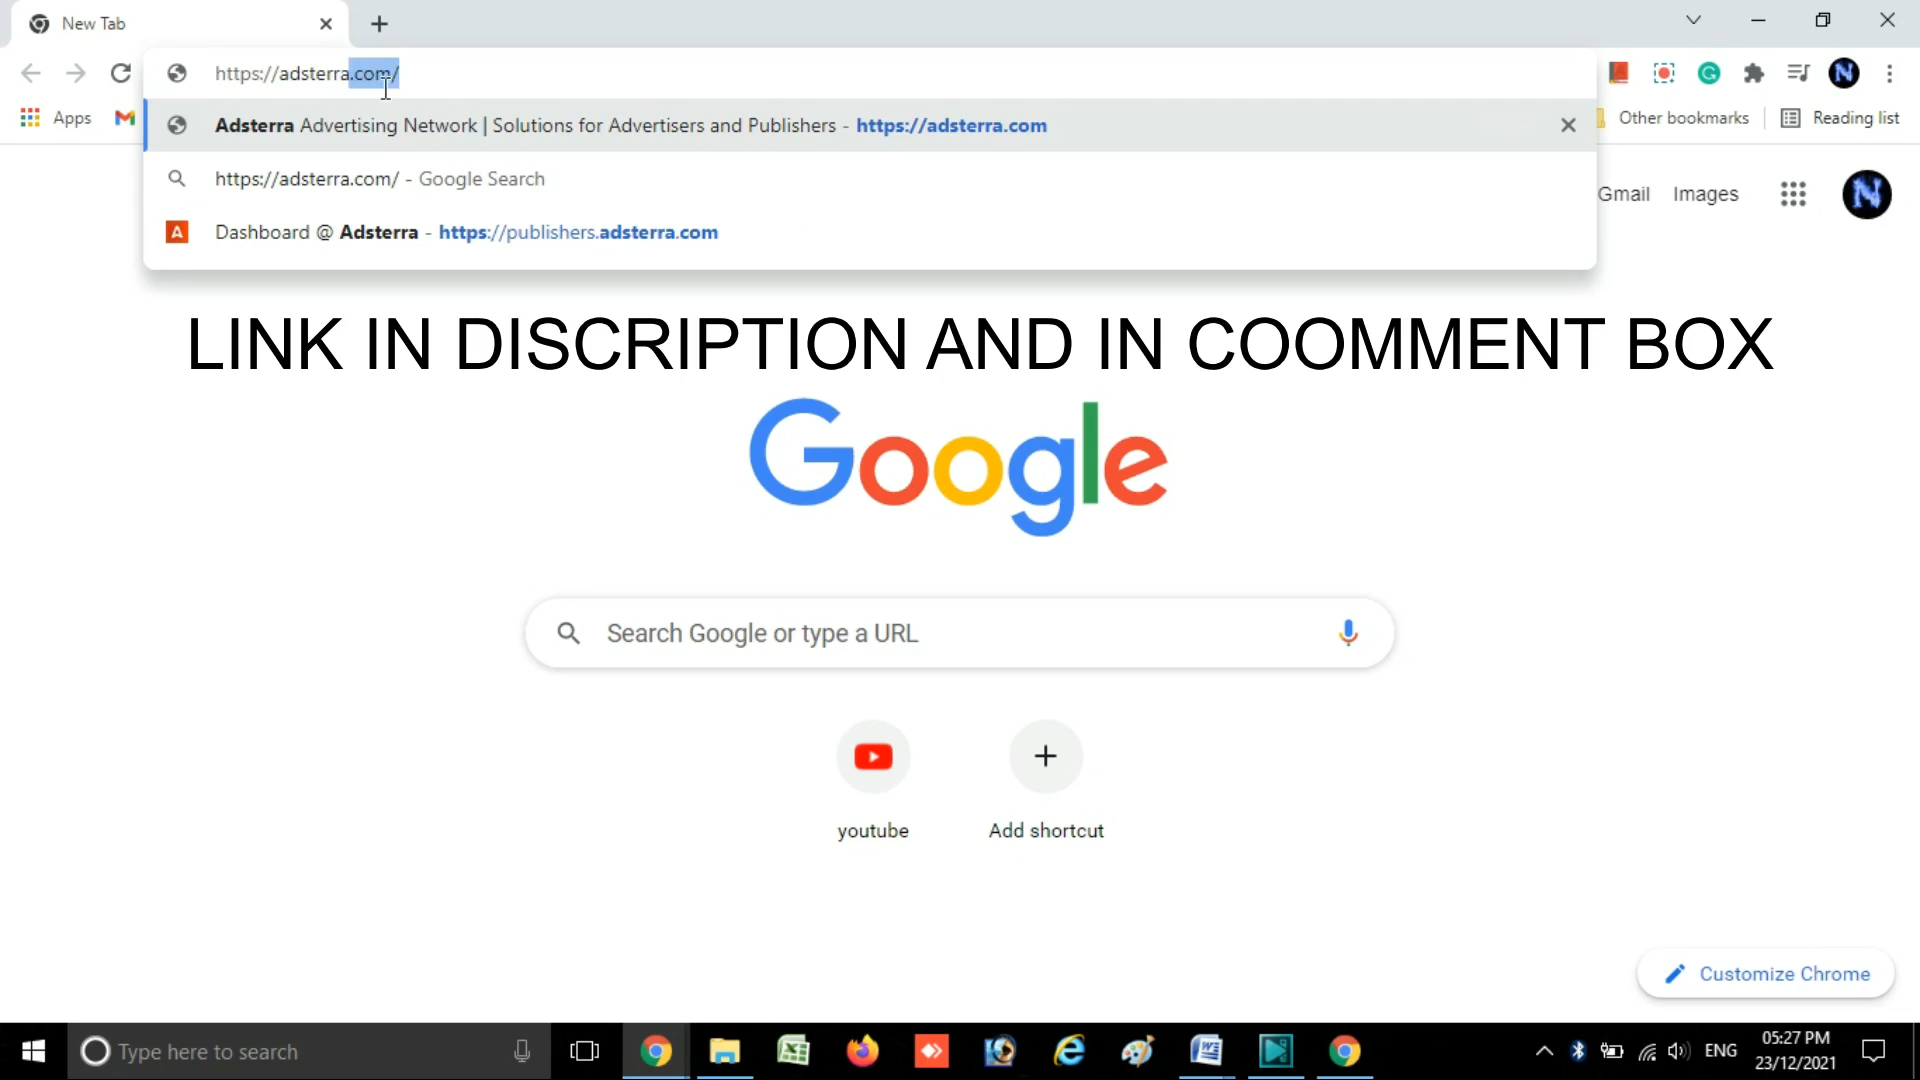 New Tab
https://adsterra.com/
Apps
Adsterra Advertising Network | Solutions for Advertisers and Publishers - https://adsterra.com
Other bookmarks
Reading list
https://adsterra.com/ - Google Search
Gmail
Images
Dashboard @ Adsterra - https://publishers.adsterra.com
LINK IN DISCRIPTION AND IN COOMMENT BOX
Google
Search Google or type a URL
youtube
Add shortcut
Customize Chrome
Type here to search
ENG
05:27 PM
23/12/2021